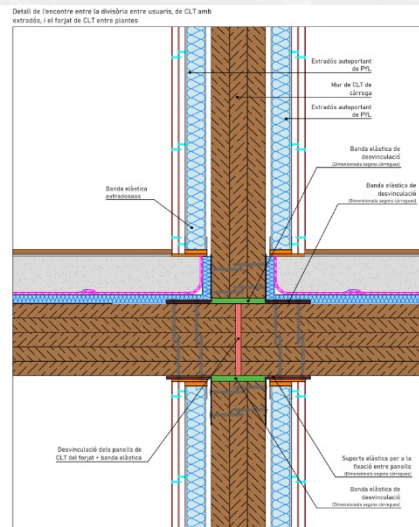 Detall de l'encontre entre la divisòria entre usuaris, de CLT amb
extradós, i el forjat de CLT entre plantes
Extradós autoportant
de PYL
Mur de CLT de
càrrega
Extradós autoportant
de PYL
Banda elàstica de
desvinculació
(Dimensionada segons càrregues)
Banda elàstica de
desvinculació
(Dimensionada segons càrregues)
Banda elàstica
extradossos
Desvinculació dels panells de
CLT del forjat + banda elàstica
Suports elàstics per a la
fixació entre panells
(Dimensionada segons càrregues)
Banda elàstica de
desvinculació
(Dimensionada segons càrregues)